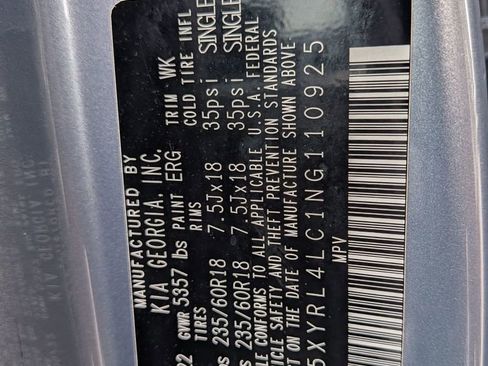 MANUFACTURED BY
KIA GEORGIA, INC.
22 GVWR 5357 lbs PAINT ERG TRIM WK
TIRES RIMS COLD TIRE INFL
235/60R18 7.5Jx18 35psi SINGLE
235/60R18 7.5Jx18 35psi SINGLE
CONFORMS TO ALL APPLICABLE U.S.A. FEDERAL
SAFETY AND THEFT PREVENTION STANDARDS
ON THE DATE OF MANUFACTURE SHOWN ABOVE
5XYRL4LC1NG110925
MPV